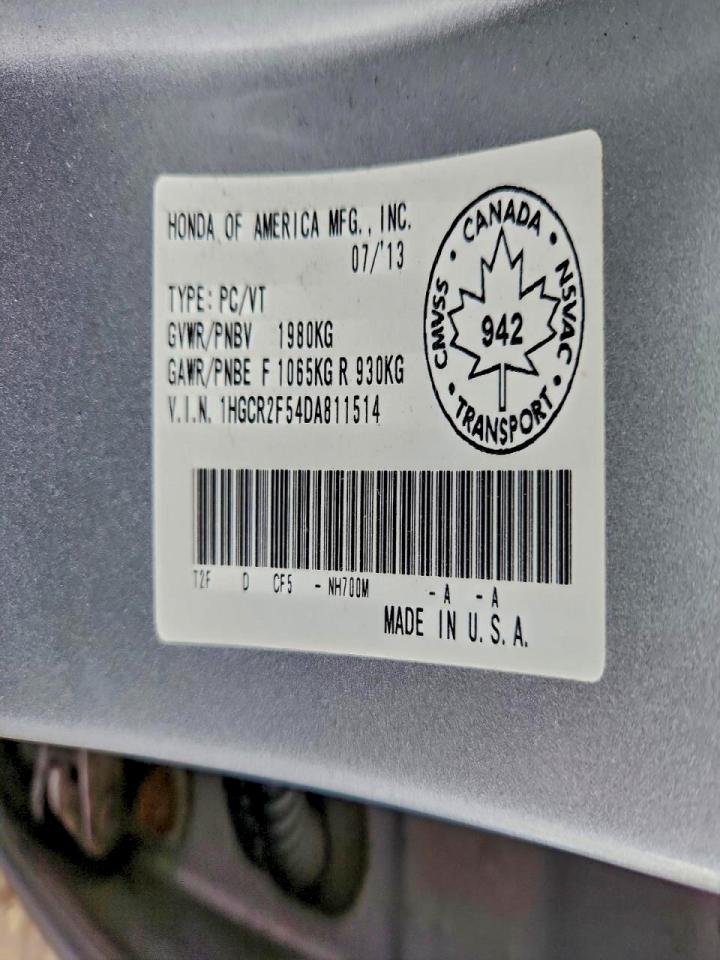 HONDA OF AMERICA MFG., INC.
07/'13
TYPE: PC/VT
GVWR/PNBV 1980KG
GAWR/PNBE F 1065KG R 930KG
V.I.N. 1HGCR2F54DA811514
CANADA
CMVSS
942
NSVAC
TRANSPORT
T2F D CF5 - NH700M - A - A
MADE IN U.S.A.